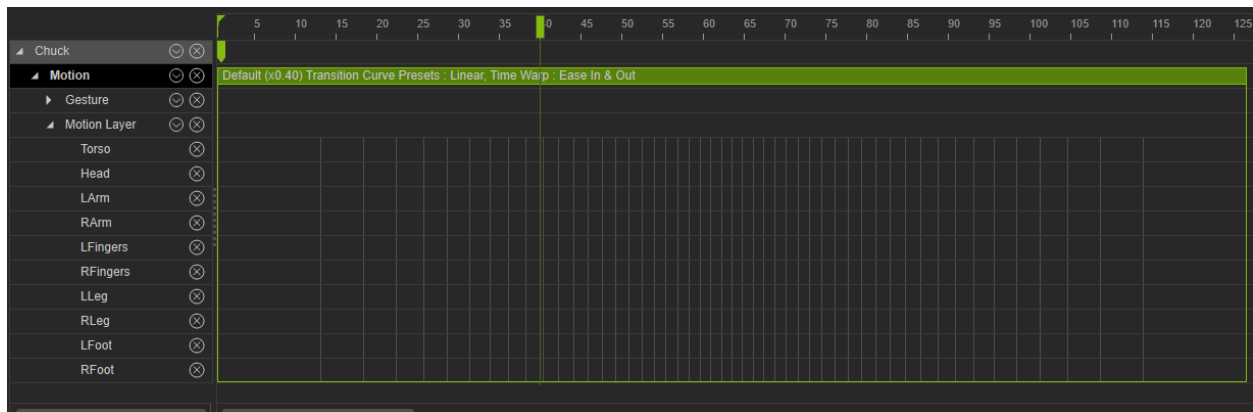 5 10 15 20 25 30 35 40 45 50 55 60 65 70 75 80 85 90 95 100 105 110 115 120 125
Chuck
Motion
Default (x0.40) Transition Curve Presets : Linear, Time Warp : Ease In & Out
Gesture
Motion Layer
Torso
Head
LArm
RArm
LFingers
RFingers
LLeg
RLeg
LFoot
RFoot